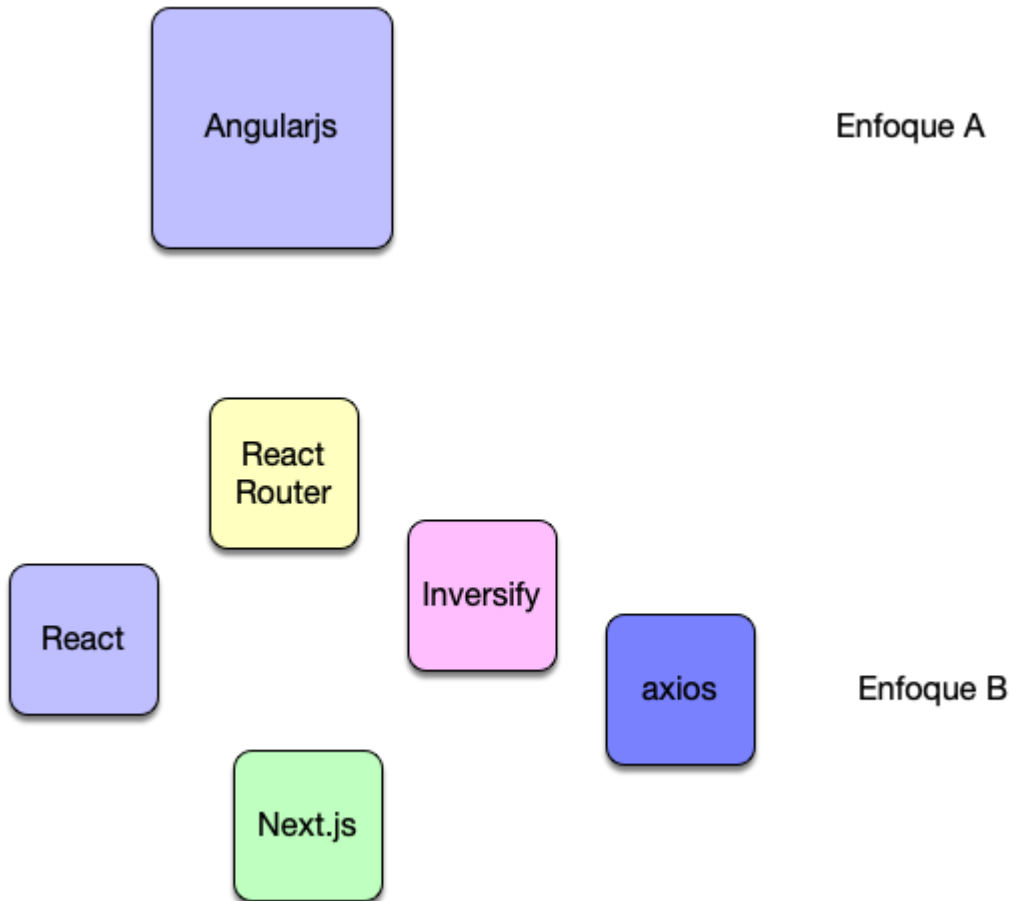 Angularjs
Enfoque A
React
Router
Inversify
React
axios
Enfoque B
Next.js